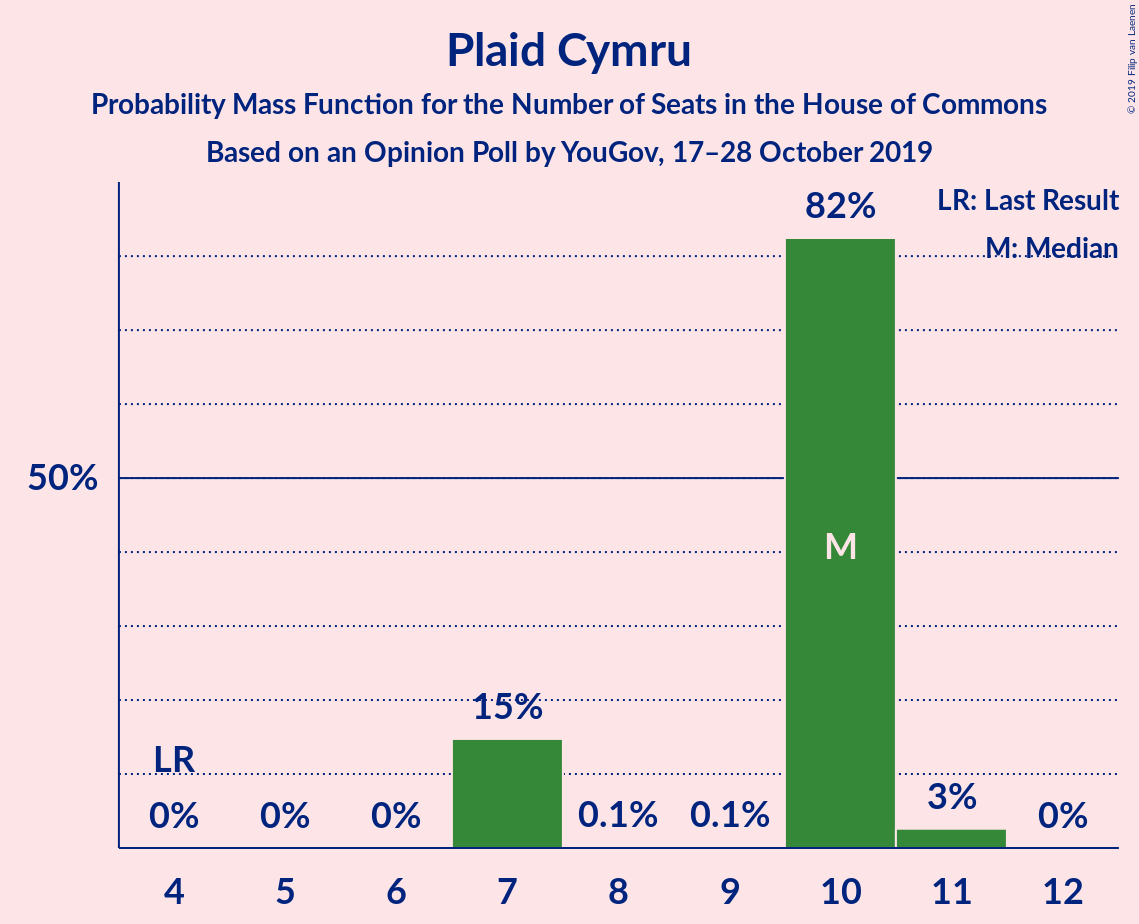 Plaid Cymru
Probability Mass Function for the Number of Seats in the House of Commons
Based on an Opinion Poll by YouGov, 17–28 October 2019
© 2019 Filip van Laenen
LR: Last Result
M: Median
82%
50%
M
15%
LR
0% 0% 0% 0.1% 0.1% 3% 0%
4 5 6 7 8 9 10 11 12